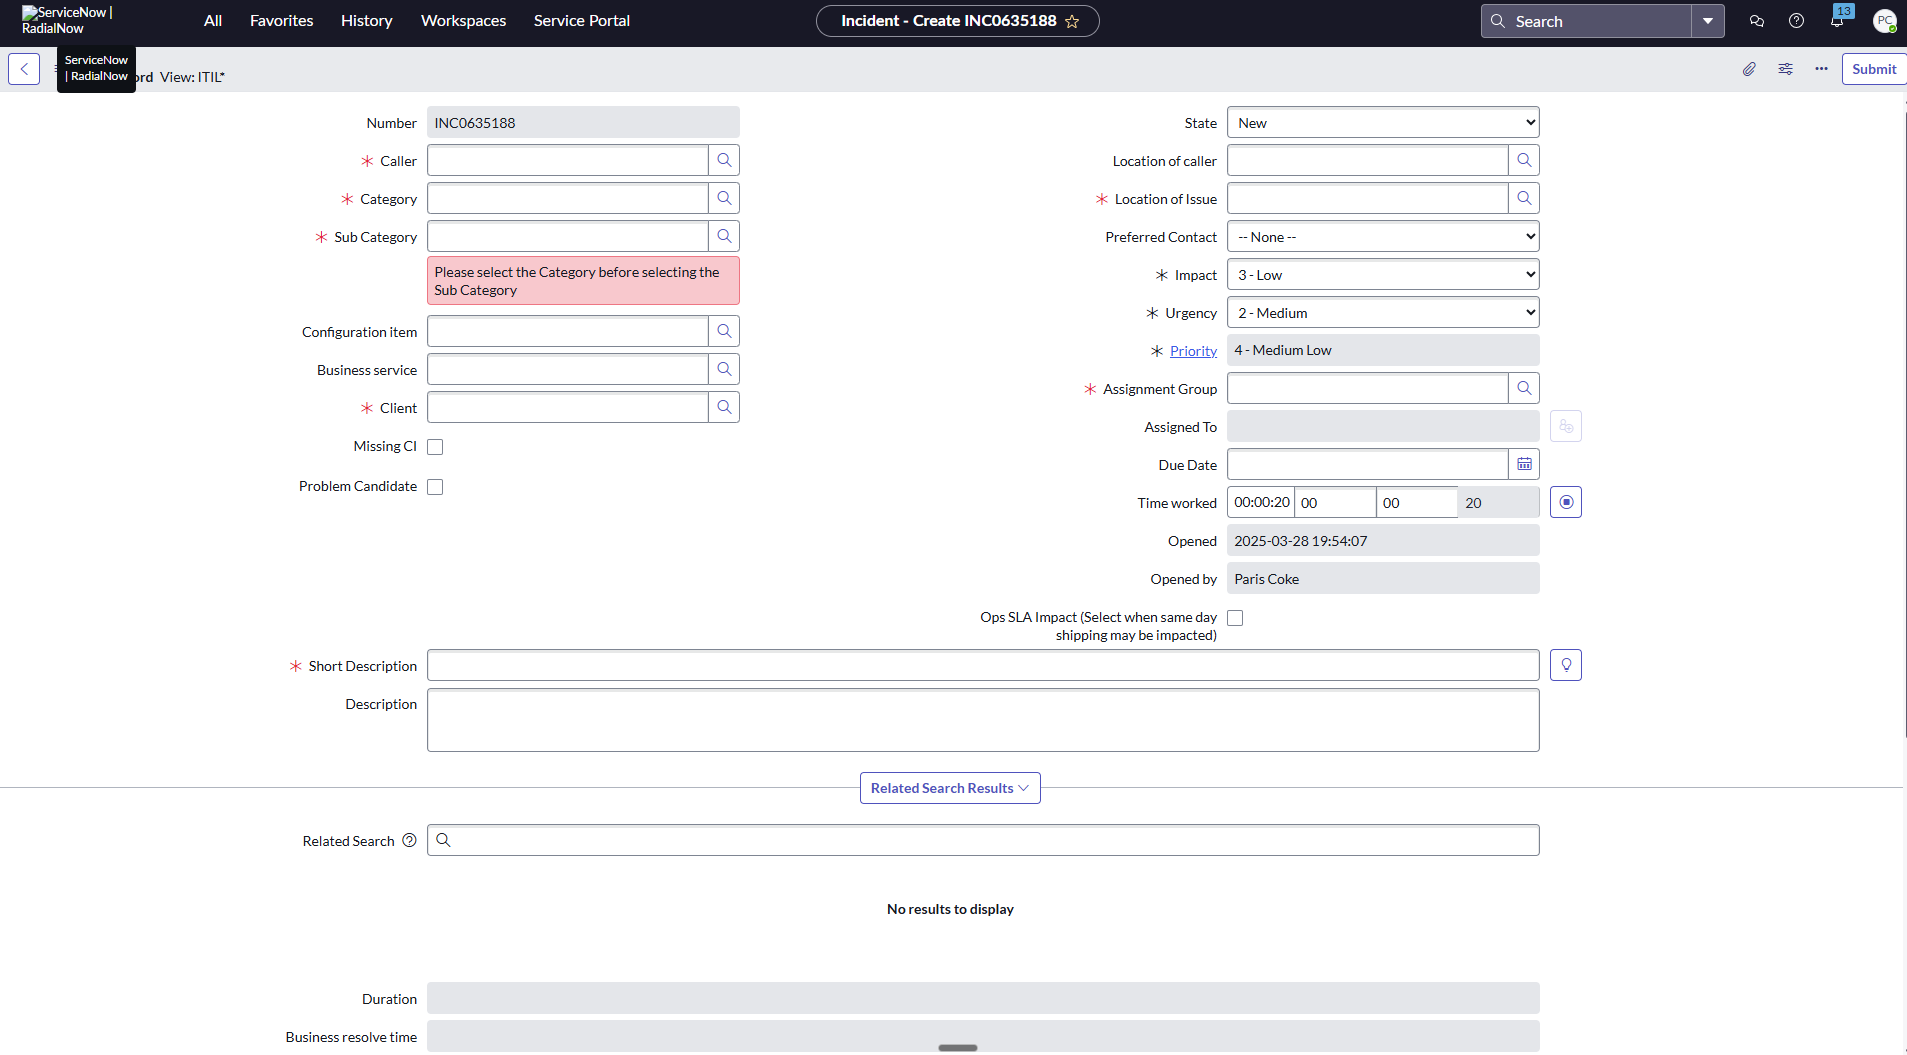 ServiceNow |
RadialNow
All
Favorites
History
Workspaces
Service Portal
Incident - Create INC0635188
Search
13
PC
ServiceNow
| RadialNow
ord View: ITIL*
Submit
Number
INC0635188
Caller
Category
Sub Category
Please select the Category before selecting the
Sub Category
Configuration item
Business service
Client
Missing CI
Problem Candidate
State
New
Location of caller
Location of Issue
Preferred Contact
-- None --
Impact
3 - Low
Urgency
2 - Medium
Priority
4 - Medium Low
Assignment Group
Assigned To
Due Date
Time worked
00:00:20
00
00
20
Opened
2025-03-28 19:54:07
Opened by
Paris Coke
Ops SLA Impact (Select when same day
shipping may be impacted)
Short Description
Description
Related Search Results
Related Search
No results to display
Duration
Business resolve time